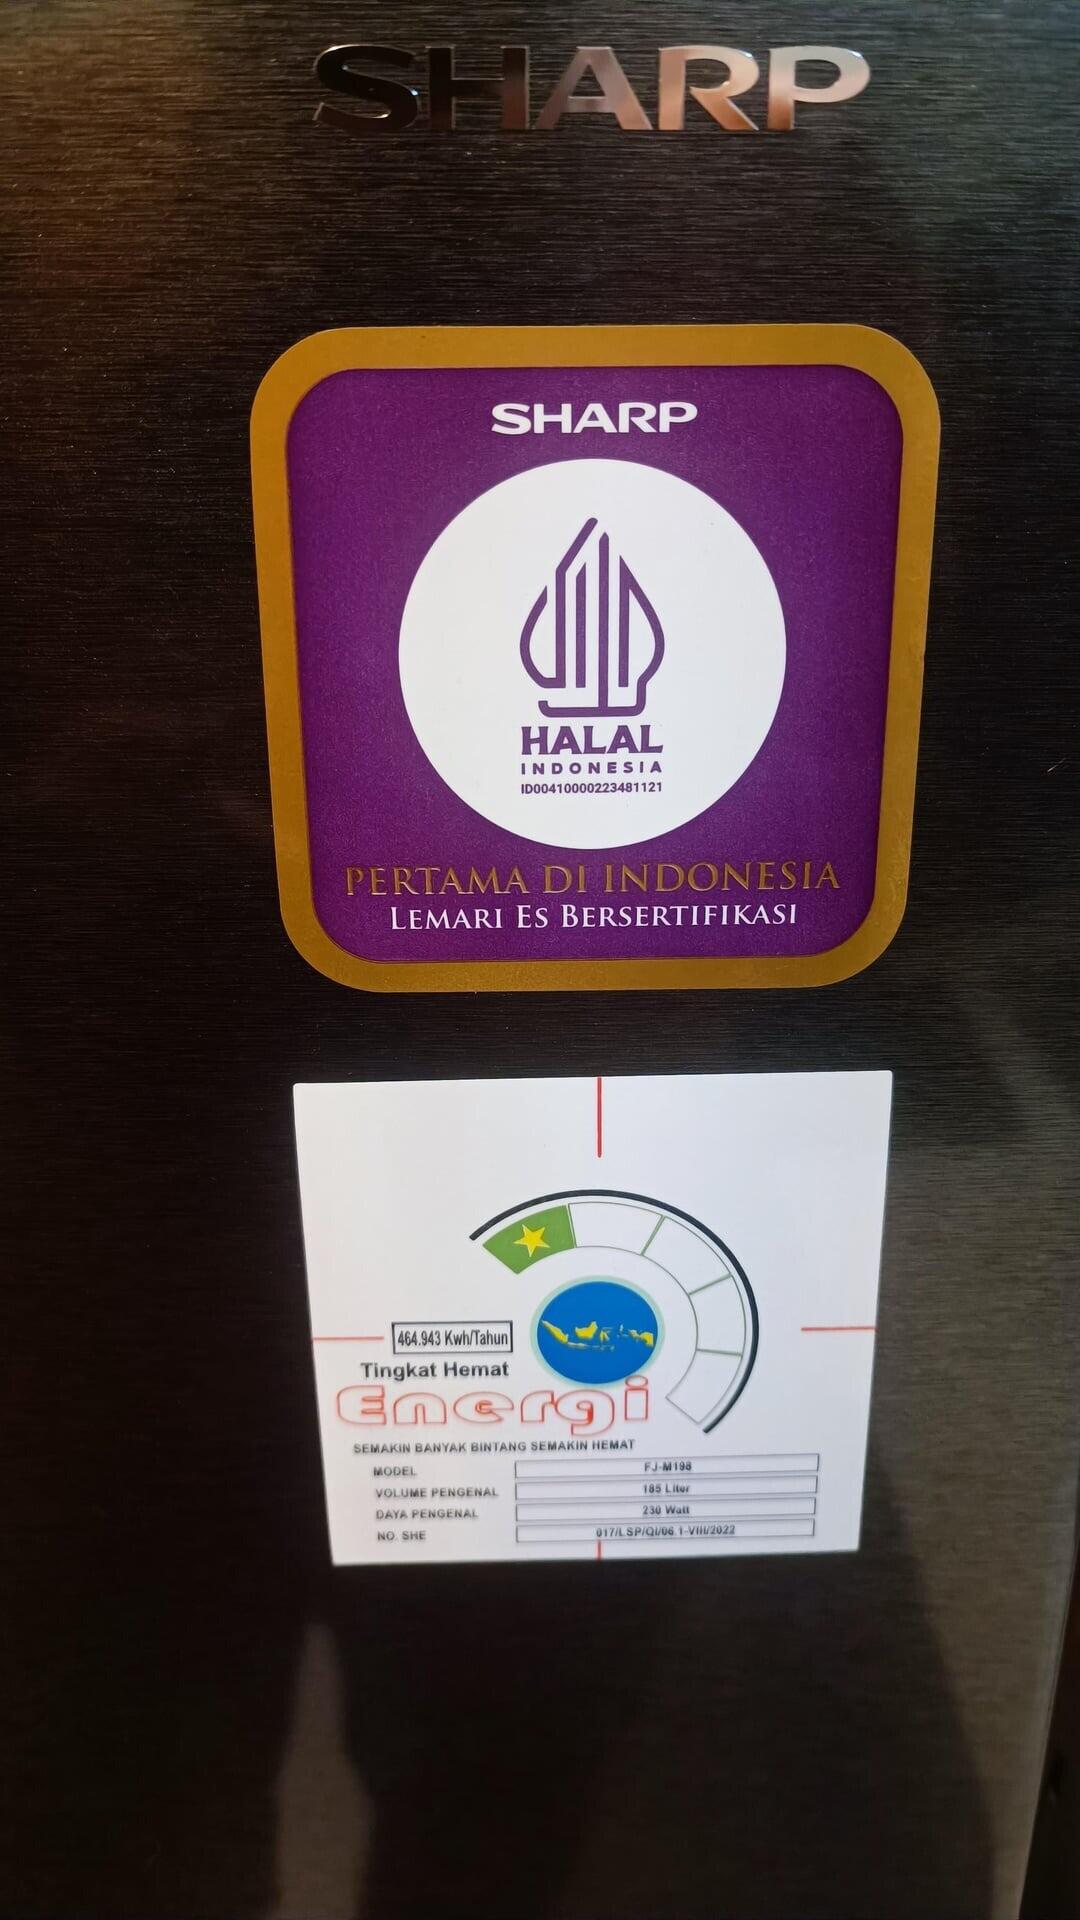 SHARP
SHARP
HALAL
INDONESIA
ID00410000223481121
PERTAMA DI INDONESIA
LEMARI ES BERSERTIFIKASI
464.943 Kwh/Tahun
Tingkat Hemat
Energi
SEMAKIN BANYAK BINTANG SEMAKIN HEMAT
MODEL FJ-M198
VOLUME PENGENAL 185 Liter
DAYA PENGENAL 230 Watt
NO. SHE 017/LSP/QI/06.1-VIII/2022